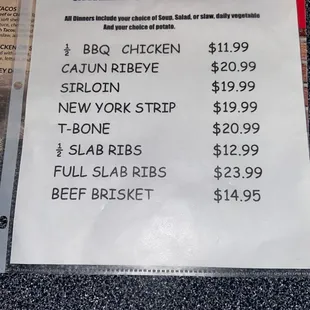 TACOS
All Dinners include your choice of Soup, Salad, or slaw, daily vegetable
And your choice of potato.
½ BBQ CHICKEN $11.99
CAJUN RIBEYE $20.99
SIRLOIN $19.99
NEW YORK STRIP $19.99
T-BONE $20.99
½ SLAB RIBS $12.99
FULL SLAB RIBS $23.99
BEEF BRISKET $14.95